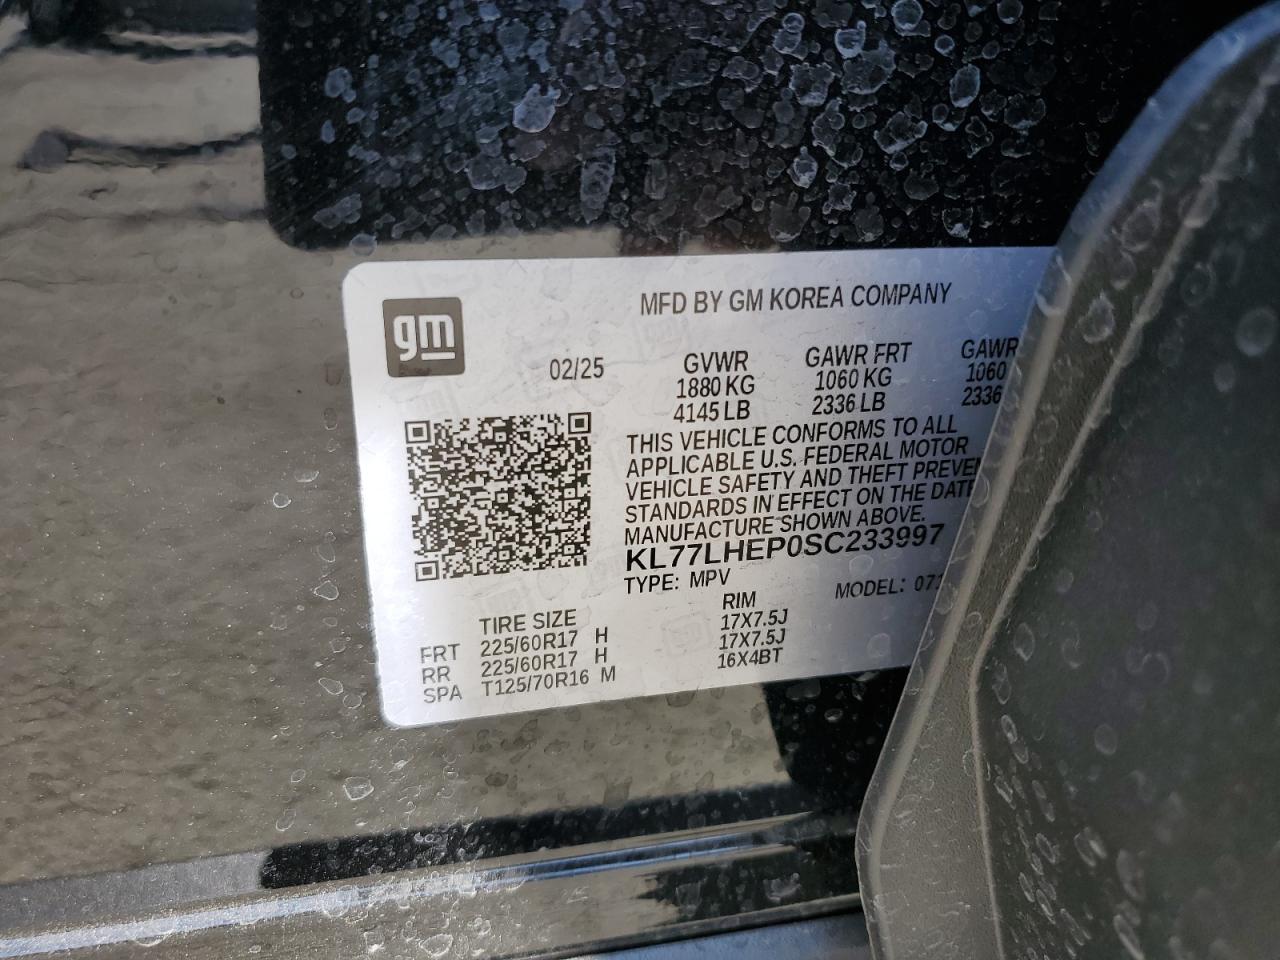 gm
MFD BY GM KOREA COMPANY
02/25 GVWR GAWR FRT GAWR
1880 KG 1060 KG 1060
4145 LB 2336 LB 2336
THIS VEHICLE CONFORMS TO ALL
APPLICABLE U.S. FEDERAL MOTOR
VEHICLE SAFETY AND THEFT PREVEN
STANDARDS IN EFFECT ON THE DATE
MANUFACTURE SHOWN ABOVE.
KL77LHEP0SC233997
TYPE: MPV MODEL: 071
TIRE SIZE RIM
FRT 225/60R17 H 17X7.5J
RR 225/60R17 H 17X7.5J
SPA T125/70R16 M 16X4BT